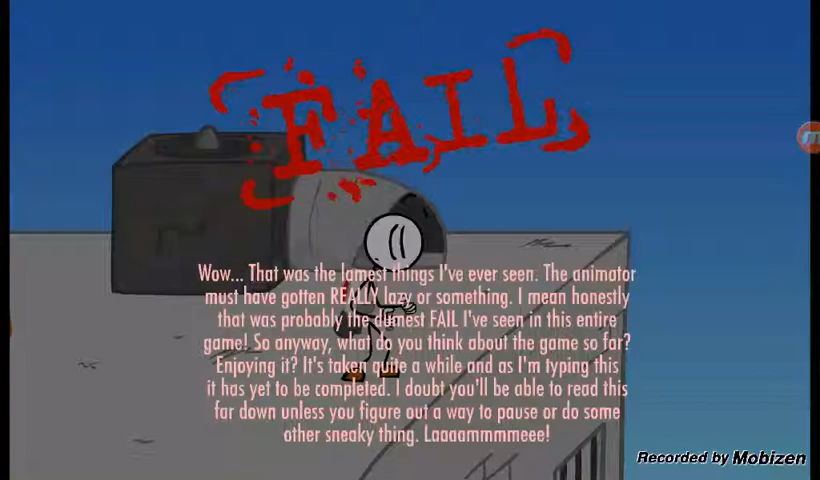 FAIL
Wow... That was the lamest things I've ever seen. The animator
must have gotten REALLY lazy or something. I mean honestly
that was probably the dumest FAIL I've seen in this entire
game! So anyway, what do you think about the game so far?
Enjoying it? It's taken quite a while and as I'm typing this
it has yet to be completed. I doubt you'll be able to read this
far down unless you figure out a way to pause or do some
other sneaky thing. Laaaammmmeee!
Recorded by Mobizen